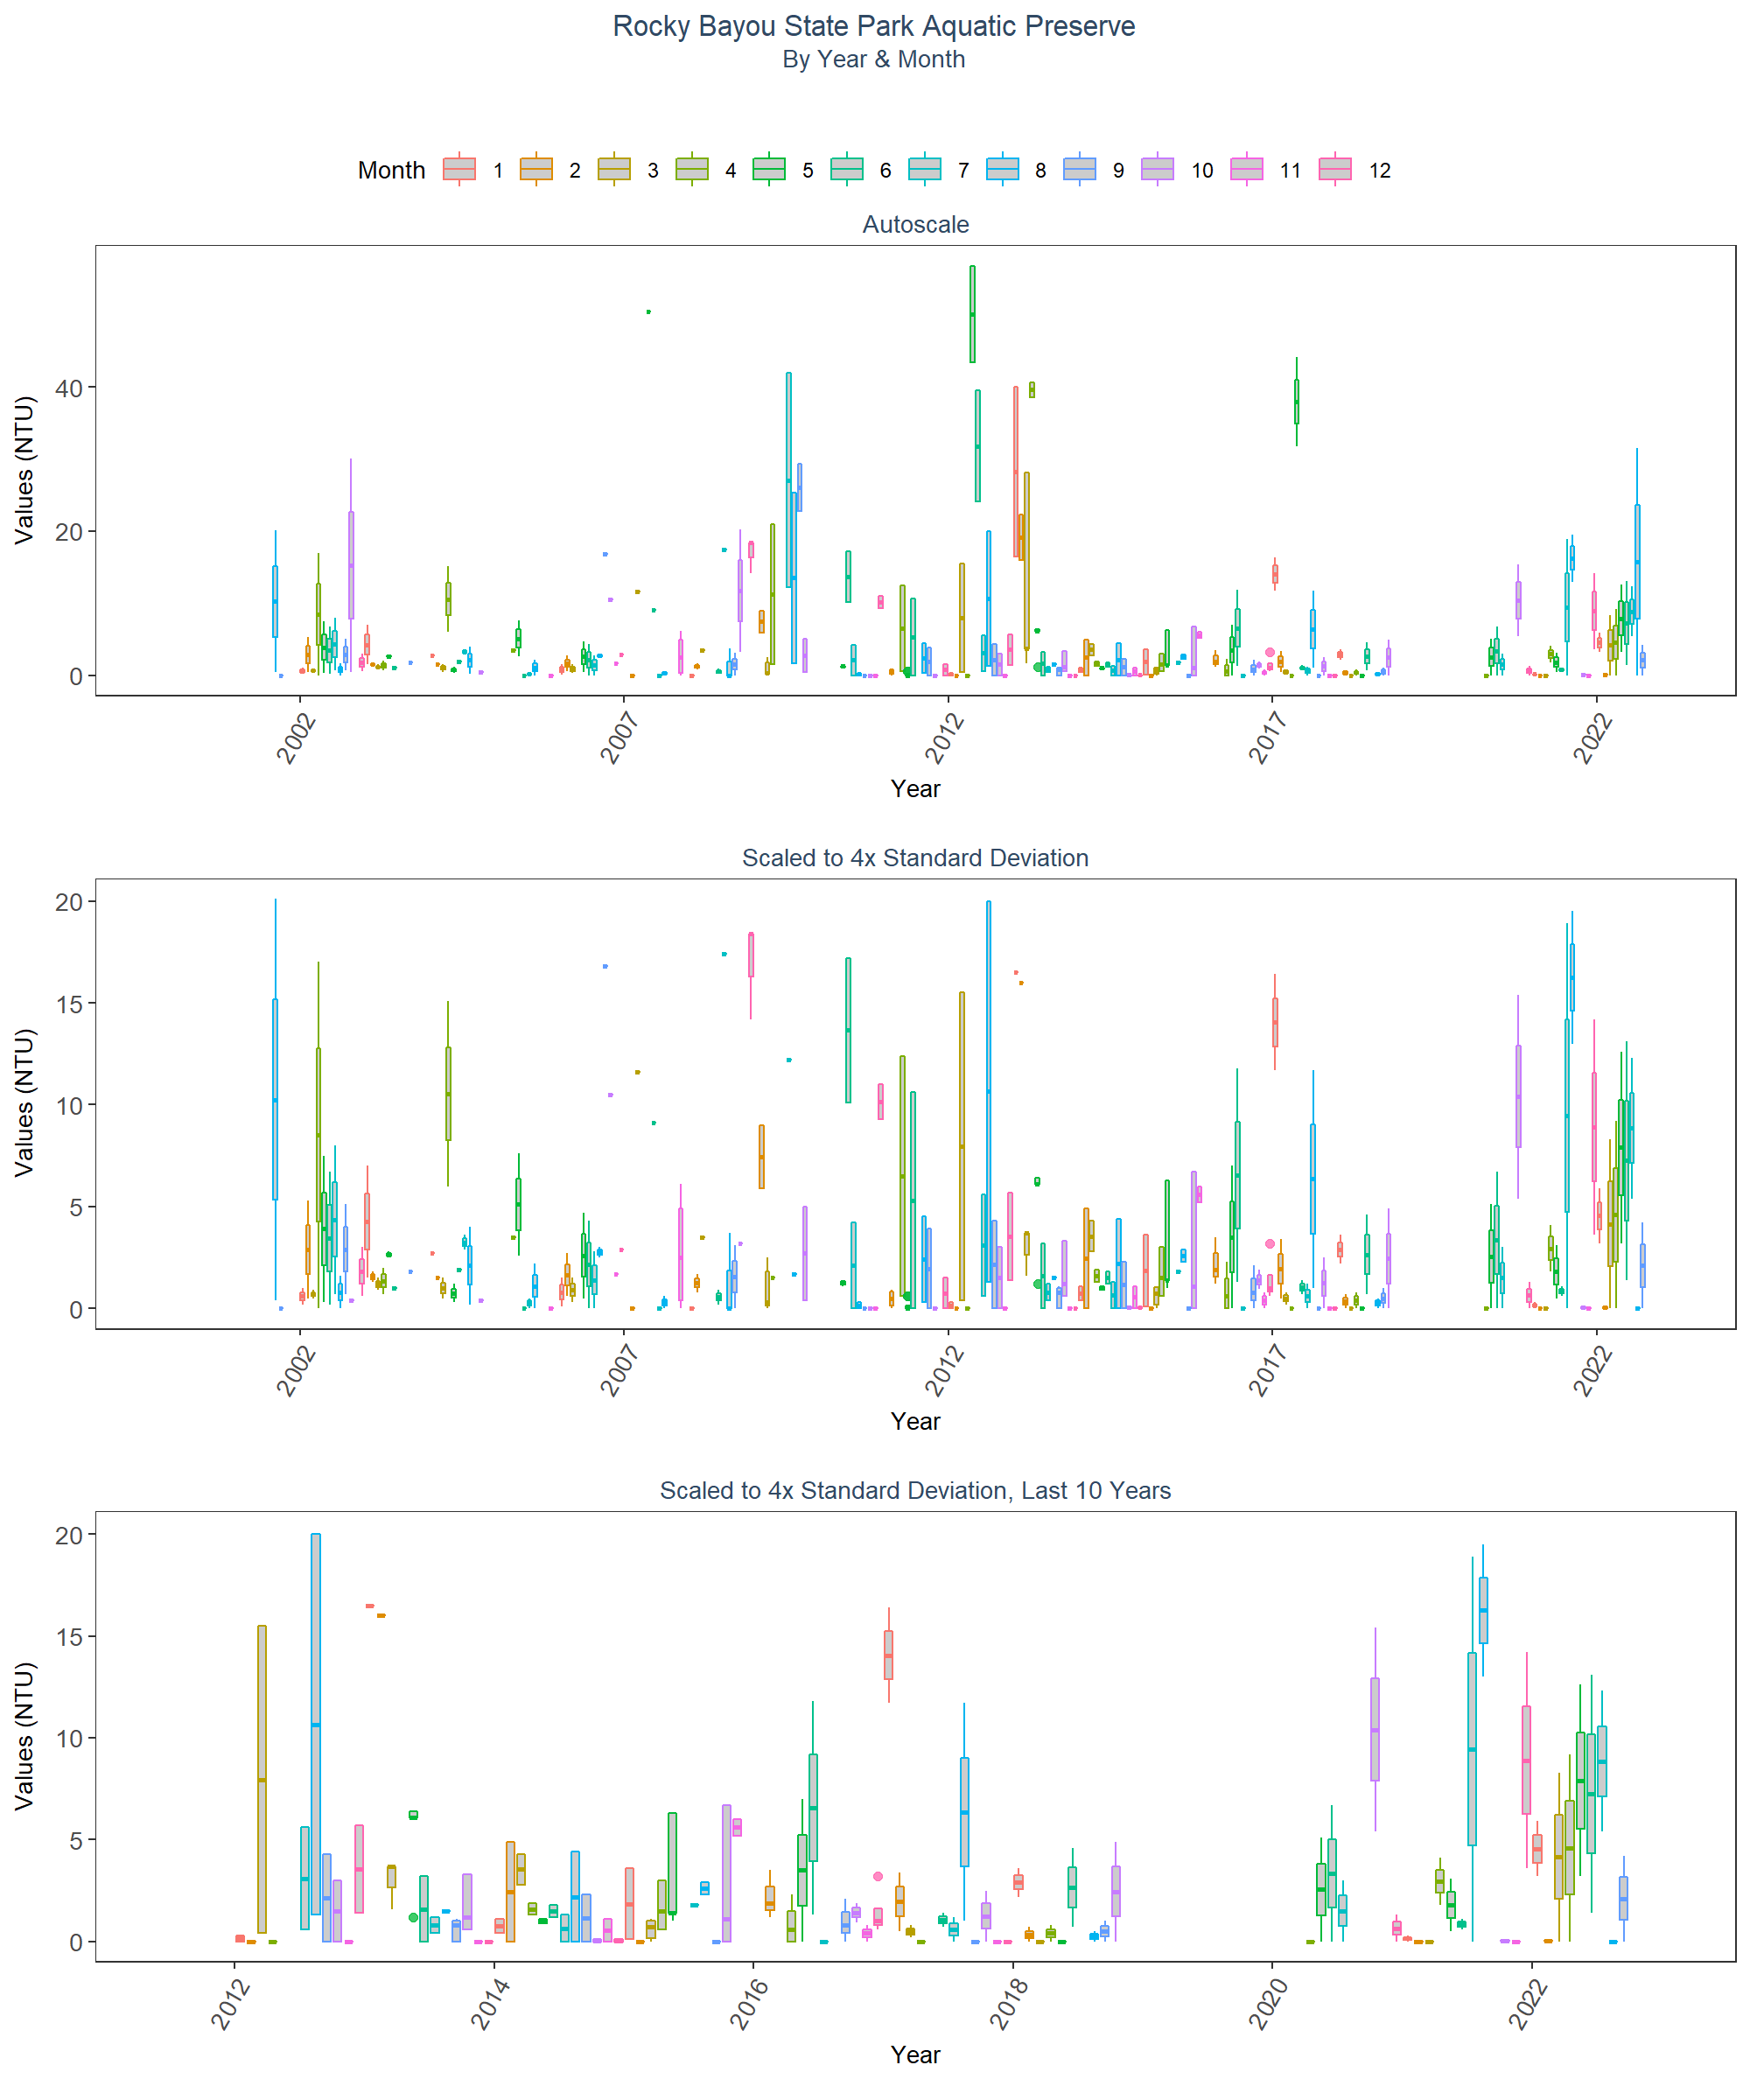 Rocky Bayou State Park Aquatic Preserve
By Year & Month
Month 1 2 3 4 5 6 7 8 9 10 11 12
Autoscale
Values (NTU)
40
20
0
2002 2007 2012 2017 2022
Year
Scaled to 4x Standard Deviation
Values (NTU)
20
15
10
5
0
2002 2007 2012 2017 2022
Year
Scaled to 4x Standard Deviation, Last 10 Years
Values (NTU)
20
15
10
5
0
2012 2014 2016 2018 2020 2022
Year